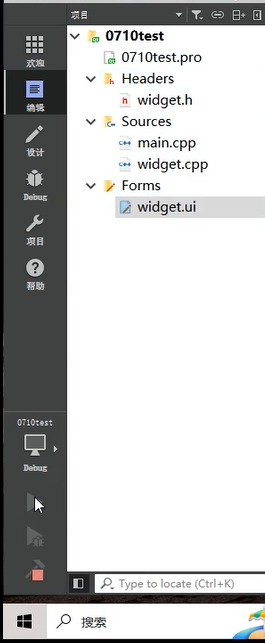 项目
0710test
0710test.pro
Headers
widget.h
Sources
main.cpp
widget.cpp
Forms
widget.ui
欢迎
编辑
设计
Debug
项目
帮助
0710test
Debug
Type to locate (Ctrl+K)
搜索